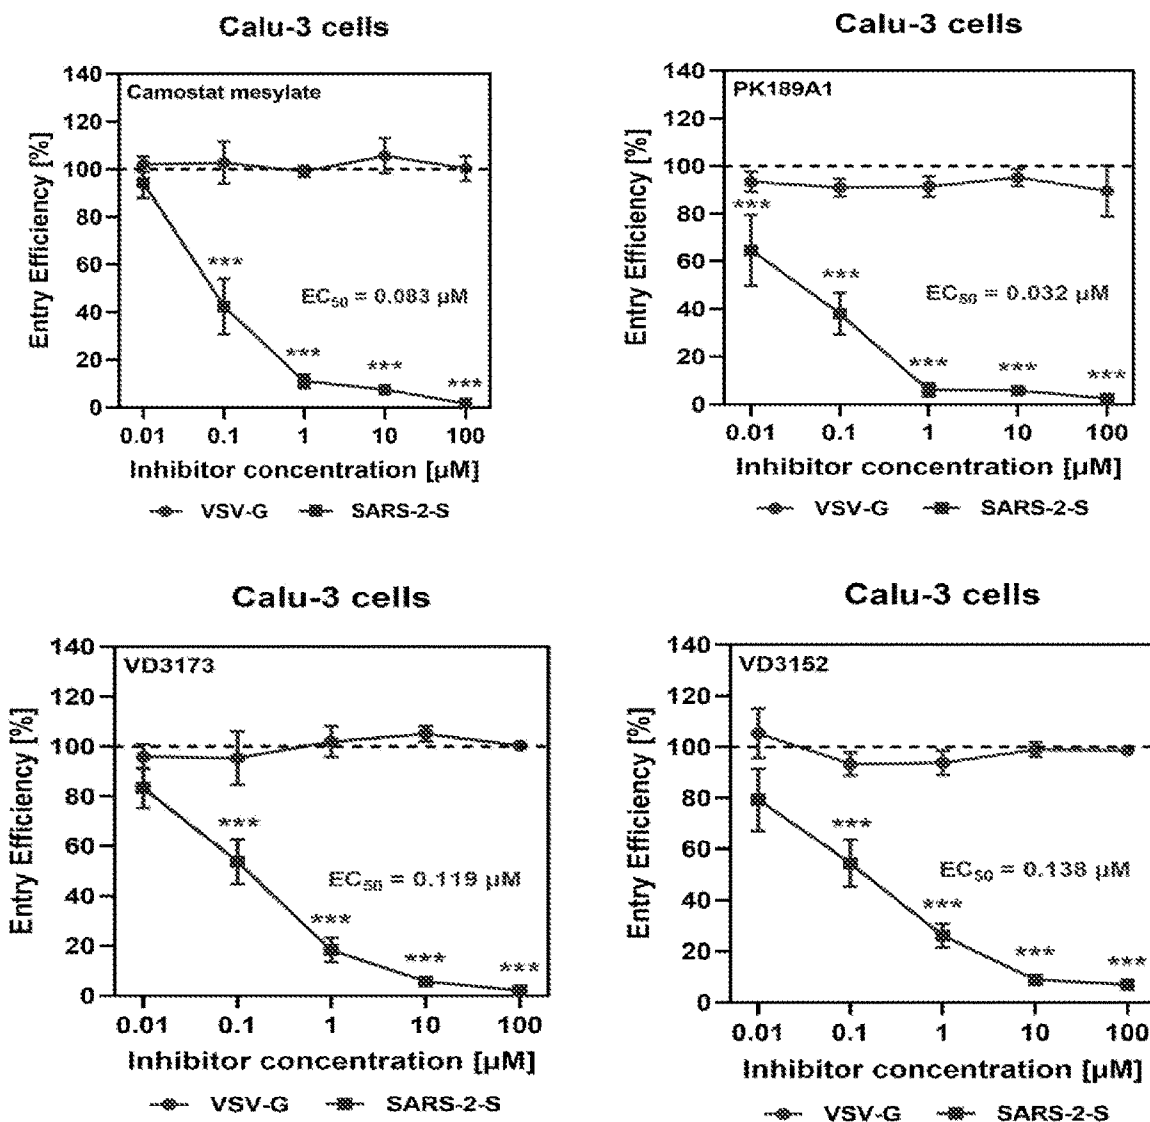 Calu-3 cells
Camostat mesylate
Entry Efficiency [%]
140
120
100
80
60
40
20
0
***
***
***
***
EC50 = 0.083 µM
0.01 0.1 1 10 100
Inhibitor concentration [µM]
VSV-G SARS-2-S
Calu-3 cells
PK189A1
Entry Efficiency [%]
140
120
100
80
60
40
20
0
***
***
***
***
***
EC50 = 0.032 µM
0.01 0.1 1 10 100
Inhibitor concentration [µM]
VSV-G SARS-2-S
Calu-3 cells
VD3173
Entry Efficiency [%]
140
120
100
80
60
40
20
0
***
***
***
***
EC50 = 0.119 µM
0.01 0.1 1 10 100
Inhibitor concentration [µM]
VSV-G SARS-2-S
Calu-3 cells
VD3152
Entry Efficiency [%]
140
120
100
80
60
40
20
0
***
***
***
***
EC50 = 0.138 µM
0.01 0.1 1 10 100
Inhibitor concentration [µM]
VSV-G SARS-2-S